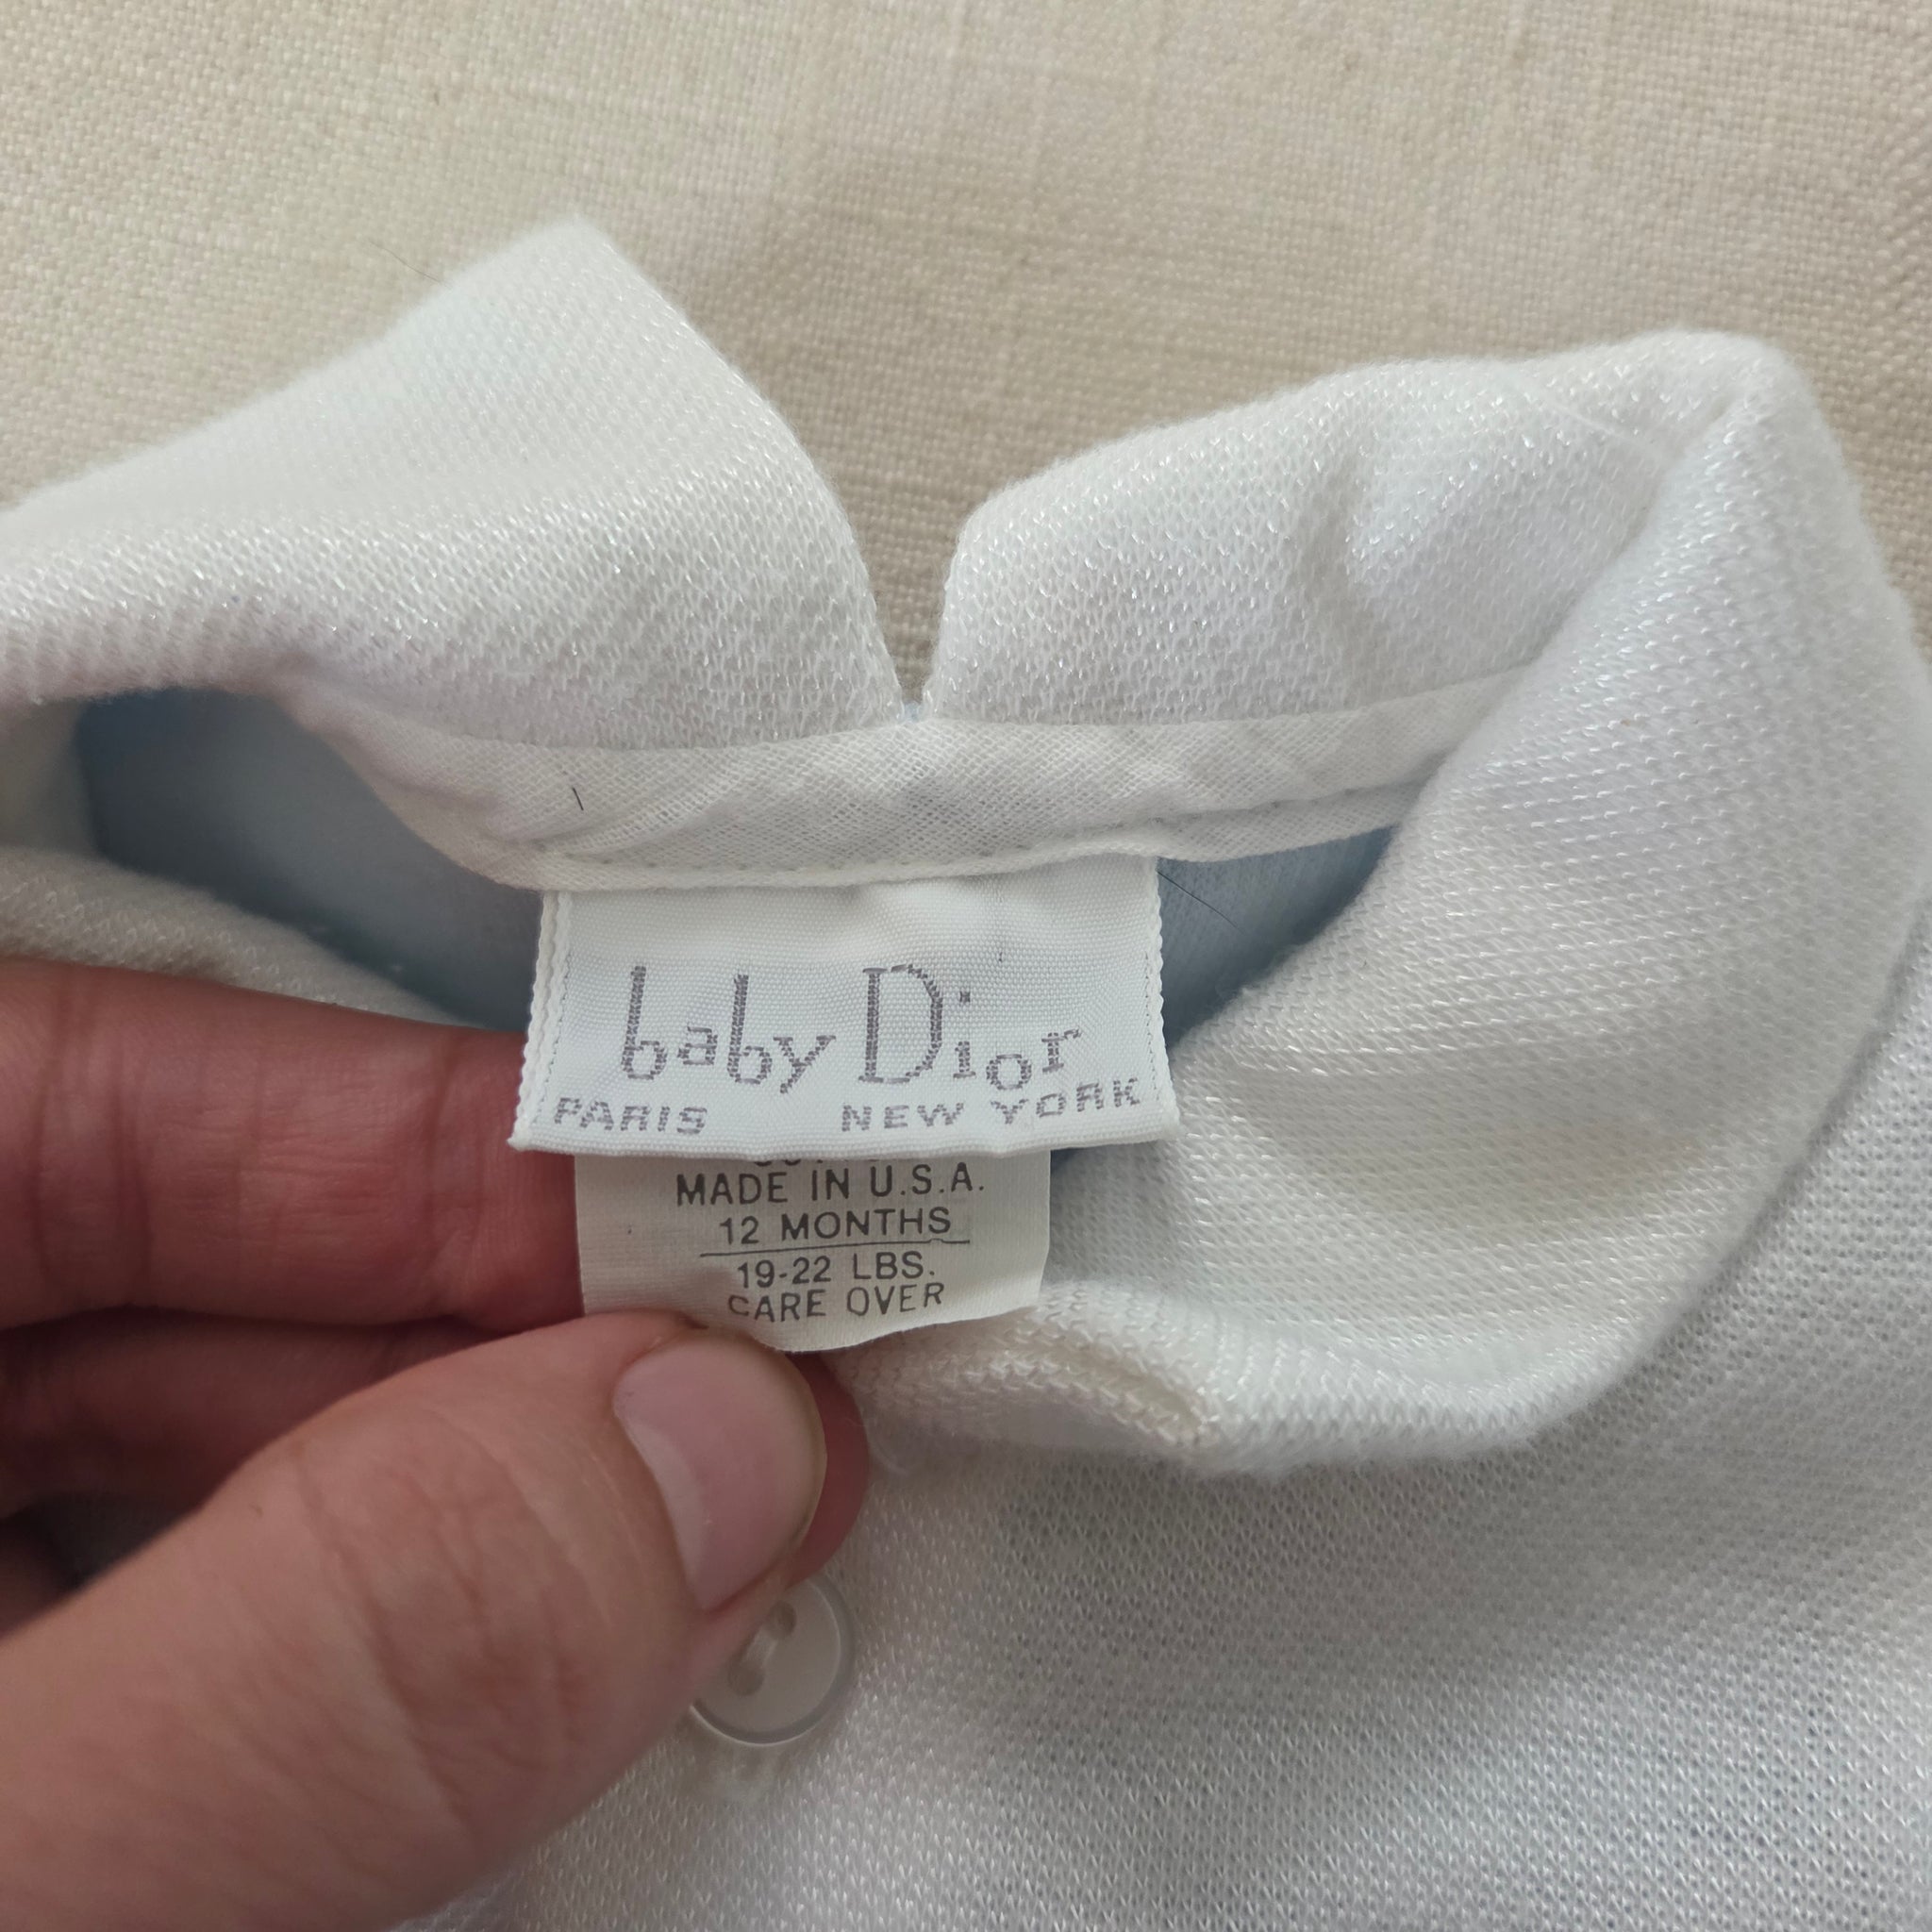 baby Dior
PARIS NEW YORK
MADE IN U.S.A.
12 MONTHS
19-22 LBS.
CARE OVER